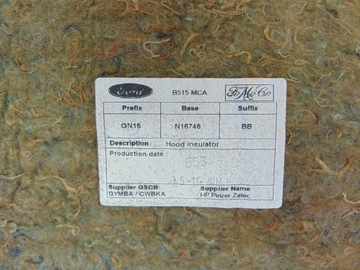 Ford B515 MCA FoMoCo
Prefix Base Suffix
GN15 N16746 BB
Description : Hood Insulator
Production date :
Supplier GSDB: Supplier Name
GYMBA / CWBKA HP Pelzer Zatec